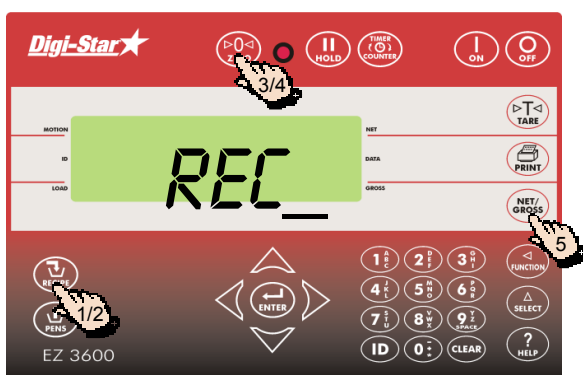 Digi-Star
▷0◁
Z
HOLD
TIMER
COUNTER
ON
OFF
3/4
▷T◁
TARE
MOTION
NET
ID
DATA
PRINT
REC_
LOAD
GROSS
NET/
GROSS
5
1 A B C
2 D E F
3 G H I
FUNCTION
4 J K L
5 M N O
6 P Q R
ENTER
SELECT
1/2
7 S T U
8 V W X
9 Y Z SPACE
PENS
ID
0 - + *
CLEAR
?
HELP
EZ 3600